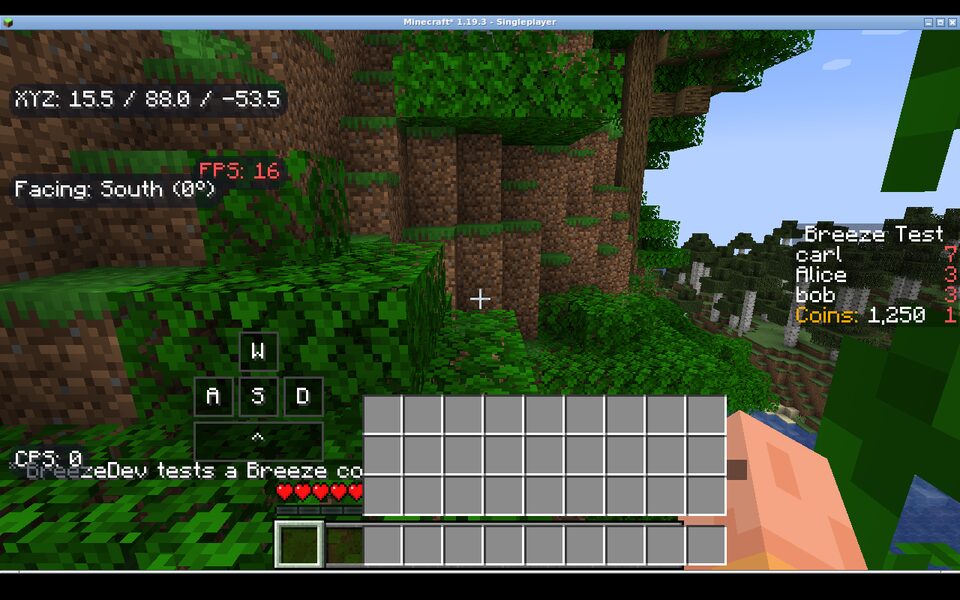 Minecraft* 1.19.3 - Singleplayer
XYZ: 15.5 / 88.0 / -53.5
FPS: 16
Facing: South (0°)
Breeze Test
carl 7
Alice 3
bob 3
Coins: 1,250 1
W
A S D
^
CPS: 0
BreezeDev tests a Breeze co